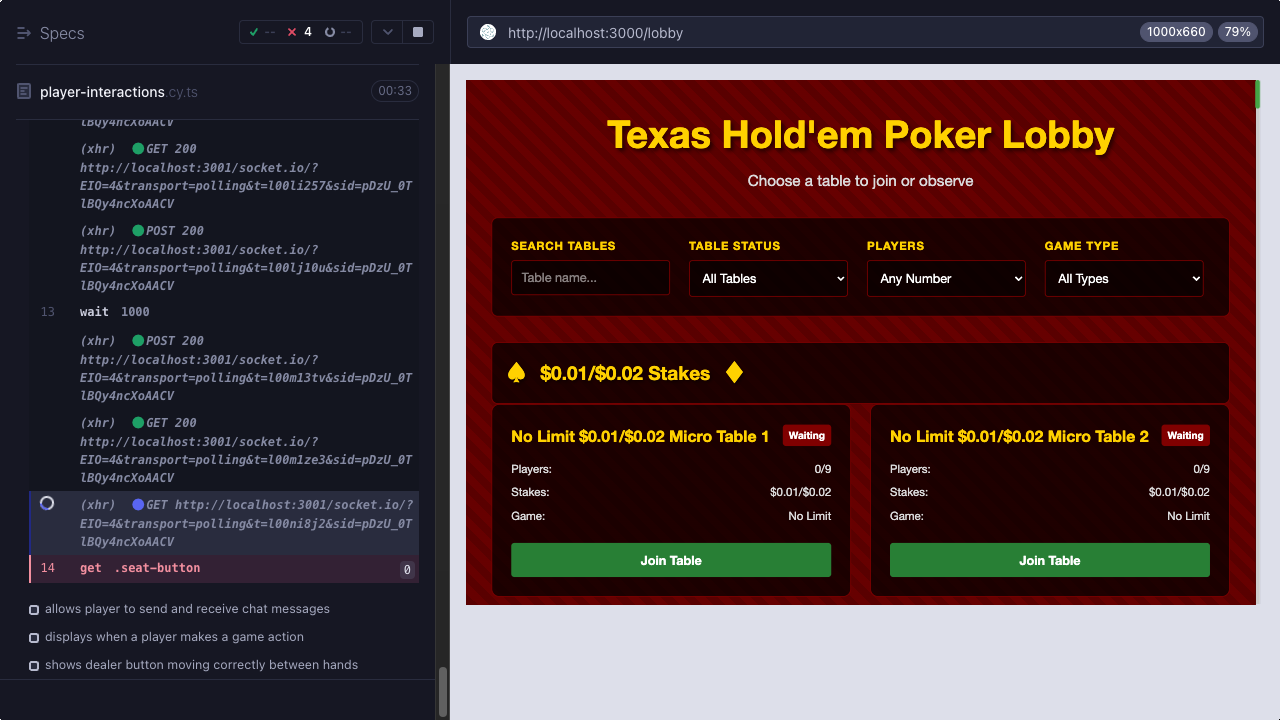 Specs
-- 4 --
player-interactions.cy.ts
00:33
lBQy4ncXoAACV
(xhr) GET 200
http://localhost:3001/socket.io/?
EIO=4&transport=polling&t=l00li257&sid=pDzU_0T
lBQy4ncXoAACV
(xhr) POST 200
http://localhost:3001/socket.io/?
EIO=4&transport=polling&t=l00lj10u&sid=pDzU_0T
lBQy4ncXoAACV
13 wait 1000
(xhr) POST 200
http://localhost:3001/socket.io/?
EIO=4&transport=polling&t=l00m13tv&sid=pDzU_0T
lBQy4ncXoAACV
(xhr) GET 200
http://localhost:3001/socket.io/?
EIO=4&transport=polling&t=l00m1ze3&sid=pDzU_0T
lBQy4ncXoAACV
(xhr) GET http://localhost:3001/socket.io/?
EIO=4&transport=polling&t=l00ni8j2&sid=pDzU_0T
lBQy4ncXoAACV
14 get .seat-button 0
allows player to send and receive chat messages
displays when a player makes a game action
shows dealer button moving correctly between hands
http://localhost:3000/lobby
1000x660 79%
Texas Hold'em Poker Lobby
Choose a table to join or observe
SEARCH TABLES TABLE STATUS PLAYERS GAME TYPE
Table name... All Tables Any Number All Types
$0.01/$0.02 Stakes
No Limit $0.01/$0.02 Micro Table 1 Waiting
Players: 0/9
Stakes: $0.01/$0.02
Game: No Limit
Join Table
No Limit $0.01/$0.02 Micro Table 2 Waiting
Players: 0/9
Stakes: $0.01/$0.02
Game: No Limit
Join Table